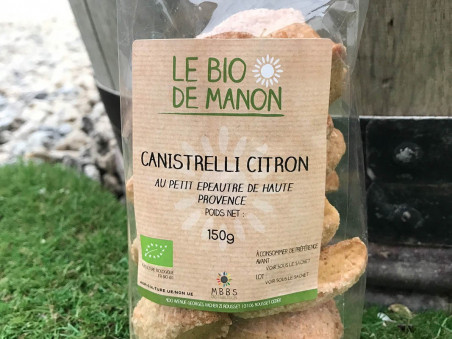 LE BIO
DE MANON
CANISTRELLI CITRON
AU PETIT EPEAUTRE DE HAUTE
PROVENCE
POIDS NET :
150g
À CONSOMMER DE PRÉFÉRENCE
AVANT : VOIR SOUS LE SACHET
LOT : VOIR SOUS LE SACHET
MBBS